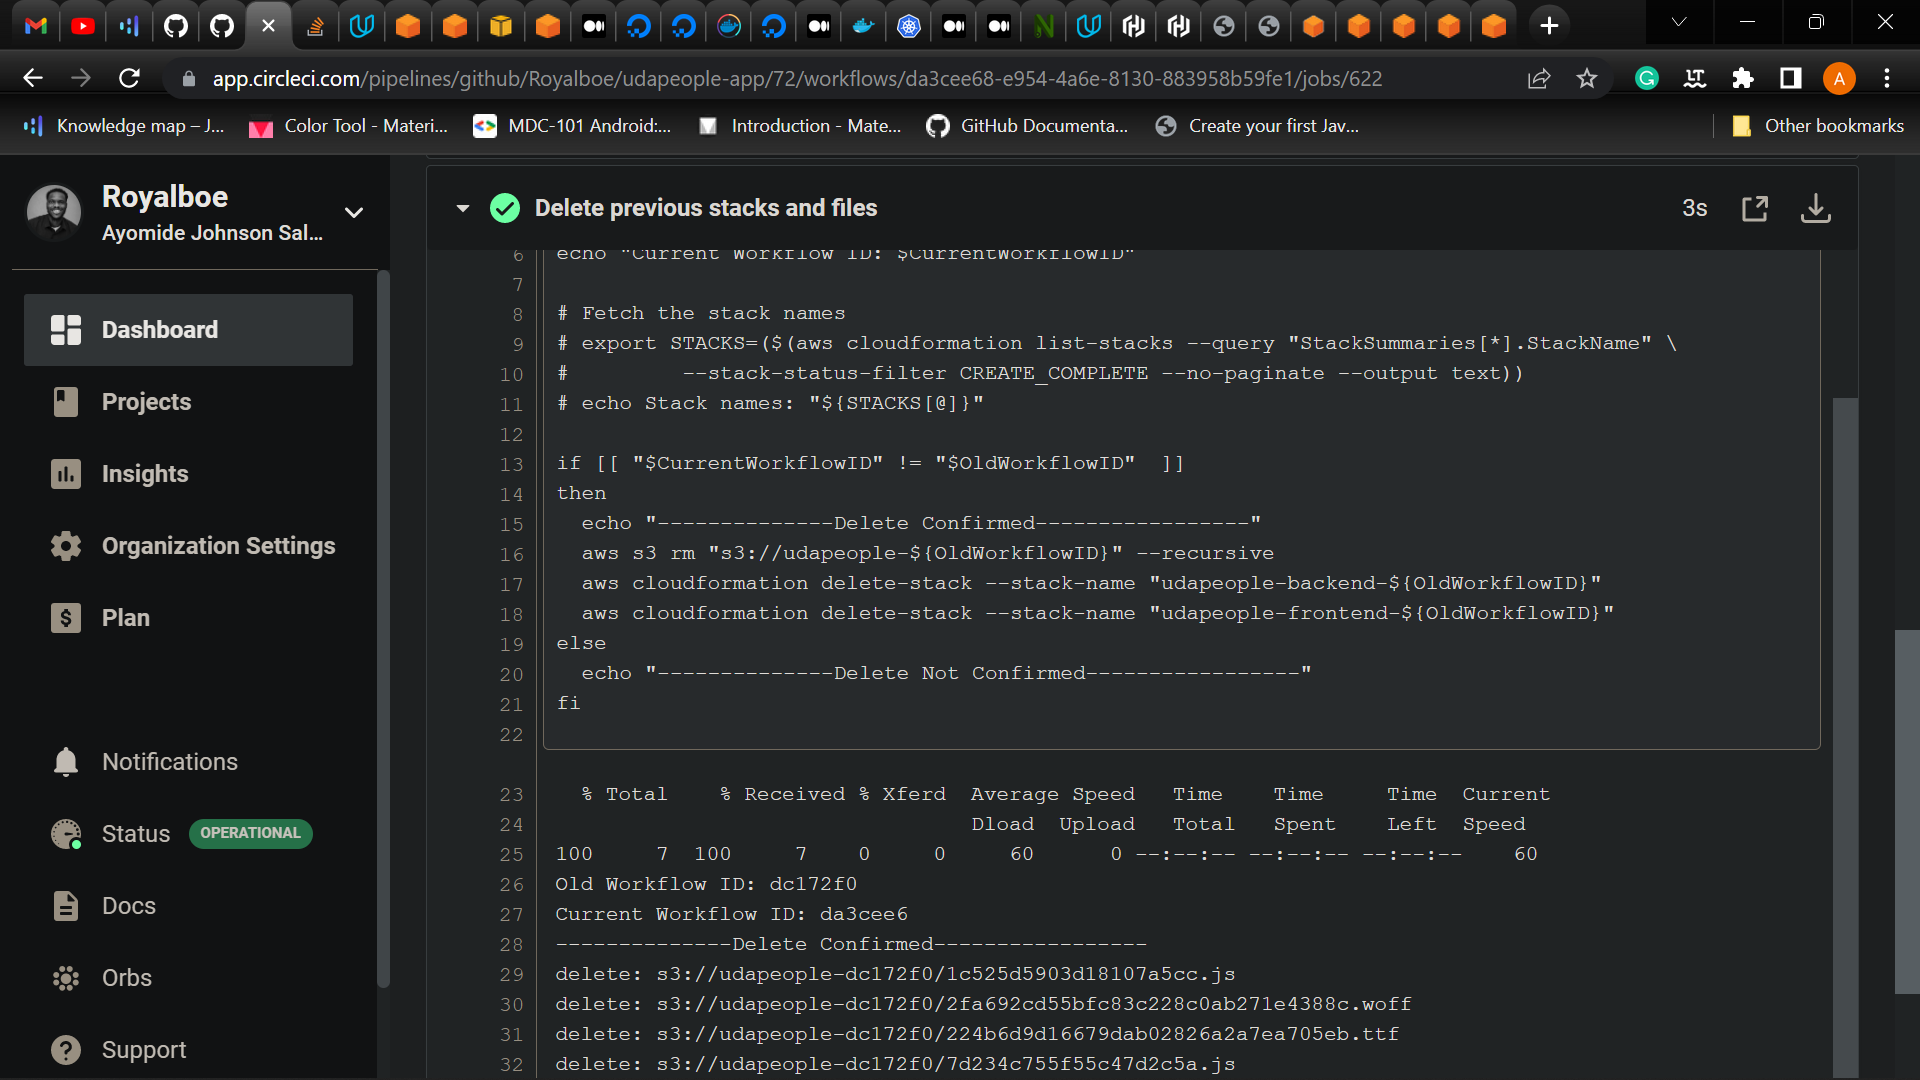 app.circleci.com/pipelines/github/Royalboe/udapeople-app/72/workflows/da3cee68-e954-4a6e-8130-883958b59fe1/jobs/622
A
Knowledge map – J...
Color Tool - Materi...
MDC-101 Android:...
Introduction - Mate...
GitHub Documenta...
Create your first Jav...
Other bookmarks
Royalboe
Ayomide Johnson Sal...
Dashboard
Projects
Insights
Organization Settings
Plan
Notifications
Status OPERATIONAL
Docs
Orbs
Support
Delete previous stacks and files
3s
6 echo "Current Workflow ID: $CurrentWorkflowID"
7
8 # Fetch the stack names
9 # export STACKS=($(aws cloudformation list-stacks --query "StackSummaries[*].StackName" \
10 #         --stack-status-filter CREATE_COMPLETE --no-paginate --output text))
11 # echo Stack names: "${STACKS[@]}"
12
13 if [[ "$CurrentWorkflowID" != "$OldWorkflowID"  ]]
14 then
15   echo "--------------Delete Confirmed-----------------"
16   aws s3 rm "s3://udapeople-${OldWorkflowID}" --recursive
17   aws cloudformation delete-stack --stack-name "udapeople-backend-${OldWorkflowID}"
18   aws cloudformation delete-stack --stack-name "udapeople-frontend-${OldWorkflowID}"
19 else
20   echo "--------------Delete Not Confirmed-----------------"
21 fi
22
23   % Total    % Received % Xferd  Average Speed   Time    Time     Time  Current
24                                  Dload  Upload   Total   Spent    Left  Speed
25 100     7  100     7    0     0     60      0 --:--:-- --:--:-- --:--:--    60
26 Old Workflow ID: dc172f0
27 Current Workflow ID: da3cee6
28 --------------Delete Confirmed-----------------
29 delete: s3://udapeople-dc172f0/1c525d5903d18107a5cc.js
30 delete: s3://udapeople-dc172f0/2fa692cd55bfc83c228c0ab271e4388c.woff
31 delete: s3://udapeople-dc172f0/224b6d9d16679dab02826a2a7ea705eb.ttf
32 delete: s3://udapeople-dc172f0/7d234c755f55c47d2c5a.js